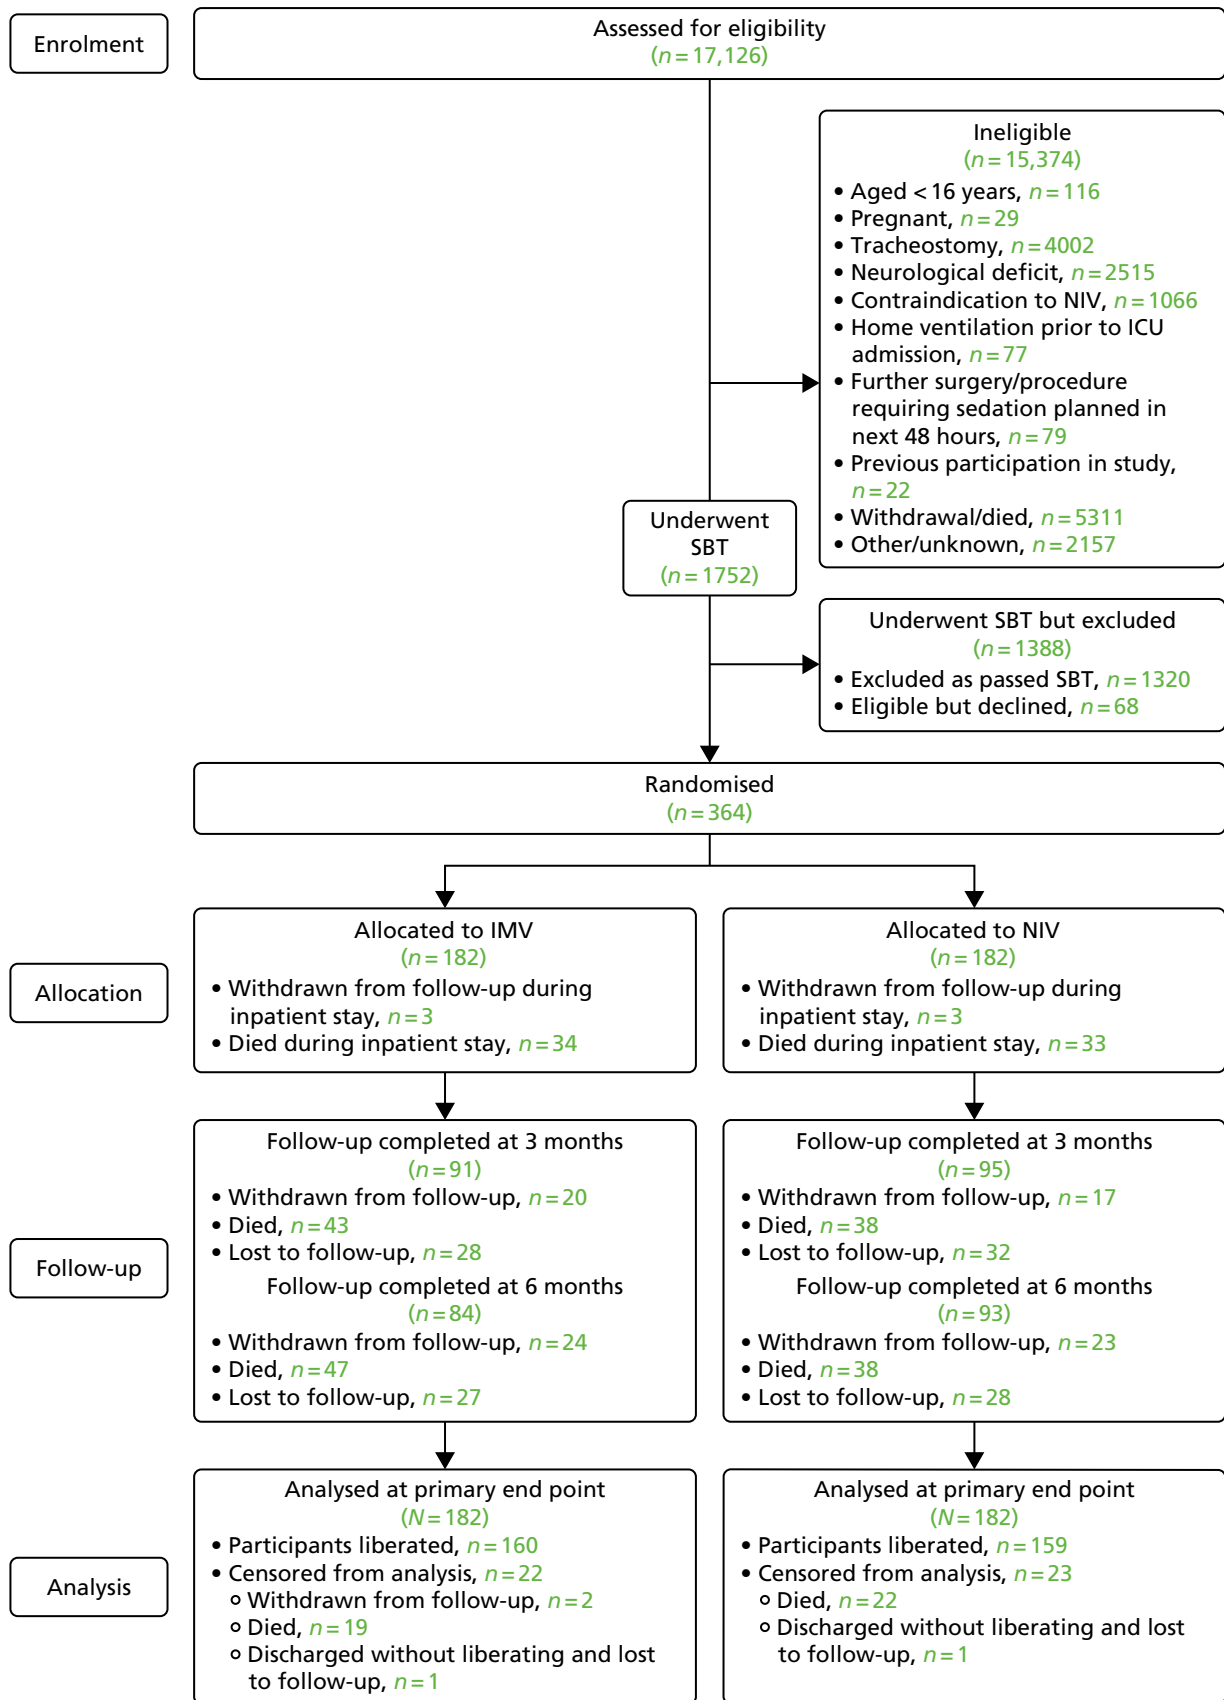 Enrolment
Assessed for eligibility
(n = 17,126)
Ineligible
(n = 15,374)
• Aged < 16 years, n = 116
• Pregnant, n = 29
• Tracheostomy, n = 4002
• Neurological deficit, n = 2515
• Contraindication to NIV, n = 1066
• Home ventilation prior to ICU
admission, n = 77
• Further surgery/procedure
requiring sedation planned in
next 48 hours, n = 79
• Previous participation in study,
n = 22
• Withdrawal/died, n = 5311
• Other/unknown, n = 2157
Underwent
SBT
(n = 1752)
Underwent SBT but excluded
(n = 1388)
• Excluded as passed SBT, n = 1320
• Eligible but declined, n = 68
Randomised
(n = 364)
Allocation
Allocated to IMV
(n = 182)
• Withdrawn from follow-up during
inpatient stay, n = 3
• Died during inpatient stay, n = 34
Allocated to NIV
(n = 182)
• Withdrawn from follow-up during
inpatient stay, n = 3
• Died during inpatient stay, n = 33
Follow-up
Follow-up completed at 3 months
(n = 91)
• Withdrawn from follow-up, n = 20
• Died, n = 43
• Lost to follow-up, n = 28
Follow-up completed at 6 months
(n = 84)
• Withdrawn from follow-up, n = 24
• Died, n = 47
• Lost to follow-up, n = 27
Follow-up completed at 3 months
(n = 95)
• Withdrawn from follow-up, n = 17
• Died, n = 38
• Lost to follow-up, n = 32
Follow-up completed at 6 months
(n = 93)
• Withdrawn from follow-up, n = 23
• Died, n = 38
• Lost to follow-up, n = 28
Analysis
Analysed at primary end point
(N = 182)
• Participants liberated, n = 160
• Censored from analysis, n = 22
○ Withdrawn from follow-up, n = 2
○ Died, n = 19
○ Discharged without liberating and lost
to follow-up, n = 1
Analysed at primary end point
(N = 182)
• Participants liberated, n = 159
• Censored from analysis, n = 23
○ Died, n = 22
○ Discharged without liberating and lost
to follow-up, n = 1